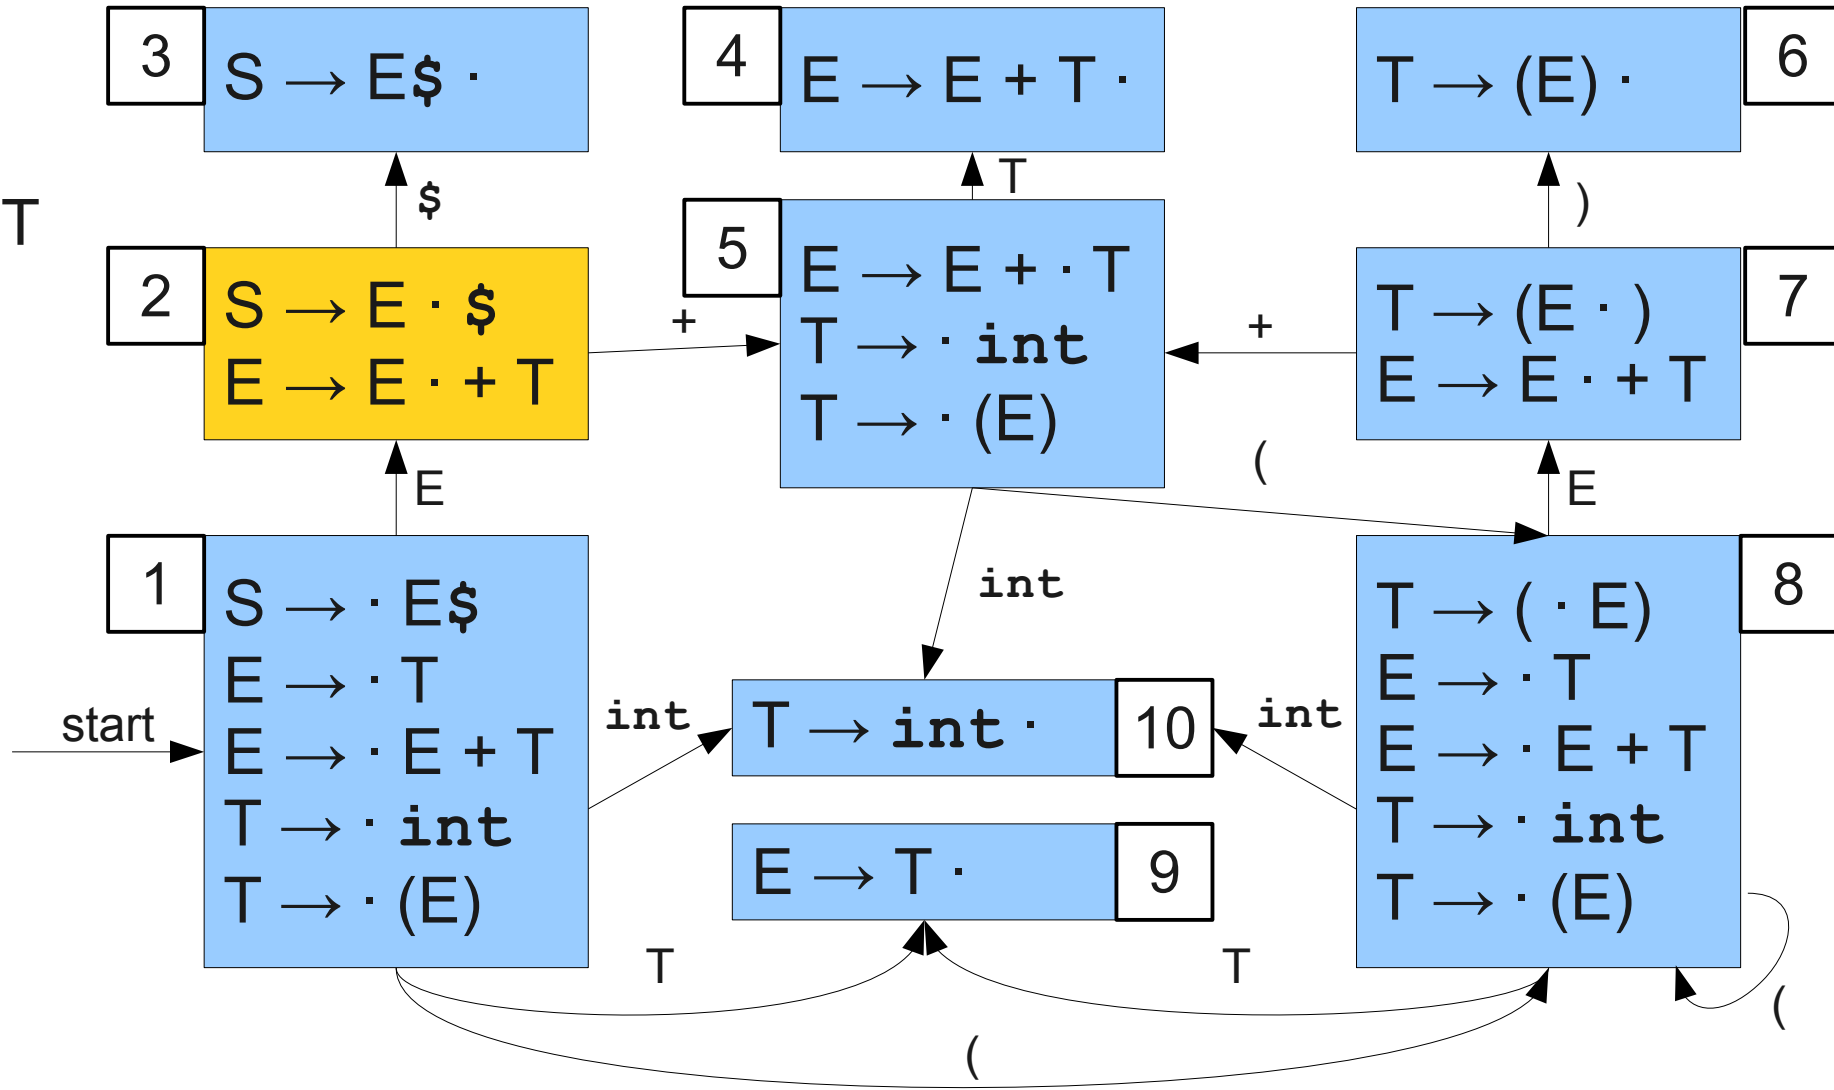 3
S → E$ ·
4
E → E + T ·
6
T → (E) ·
$
T
)
T
2
S → E · $
E → E · + T
+
5
E → E + · T
T → · int
T → · (E)
+
7
T → (E · )
E → E · + T
E
(
E
1
S → · E$
E → · T
E → · E + T
T → · int
T → · (E)
start
int
int
T → int ·
10
int
E → T ·
9
8
T → ( · E)
E → · T
E → · E + T
T → · int
T → · (E)
T
T
(
(